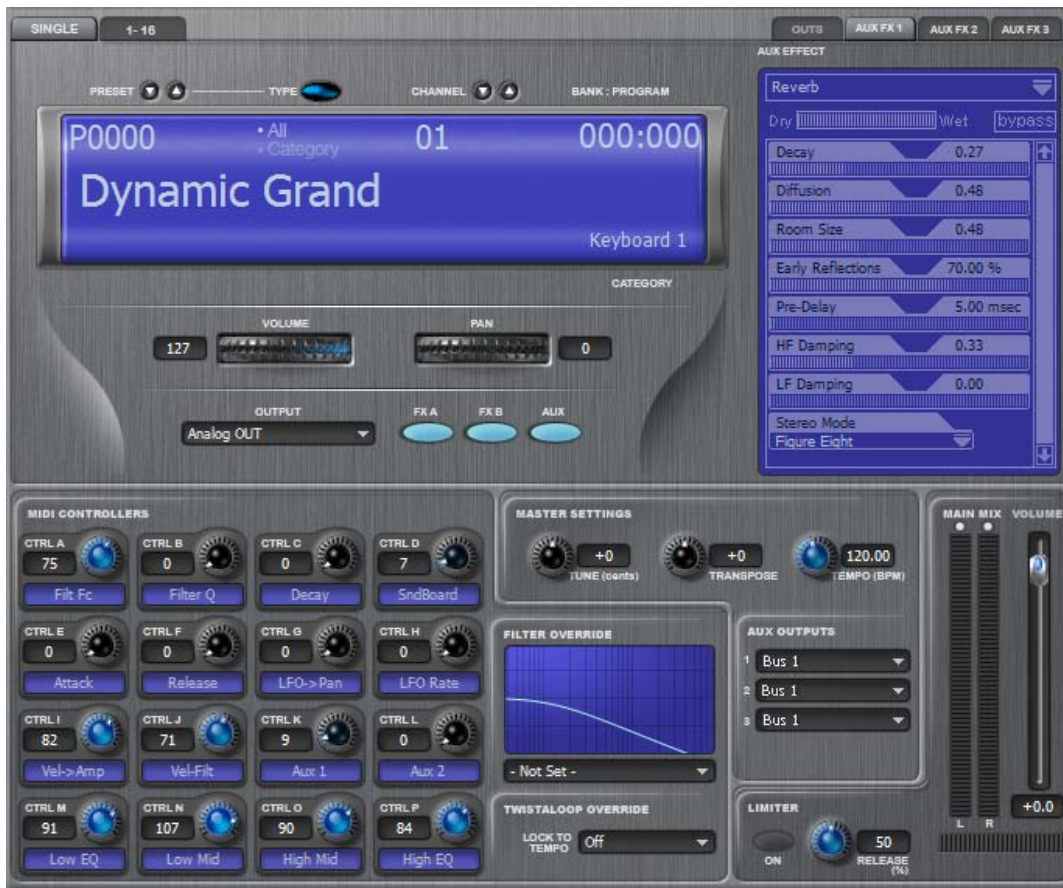 SINGLE 1-16 OUTS AUX FX 1 AUX FX 2 AUX FX 3
AUX EFFECT
PRESET TYPE CHANNEL BANK : PROGRAM
P0000 • All 01 000:000
• Category
Dynamic Grand
Keyboard 1
CATEGORY
VOLUME PAN
127 0
OUTPUT FX A FX B AUX
Analog OUT
Reverb
Dry Wet bypass
Decay 0.27
Diffusion 0.48
Room Size 0.48
Early Reflections 70.00 %
Pre-Delay 5.00 msec
HF Damping 0.33
LF Damping 0.00
Stereo Mode
Figure Eight
MIDI CONTROLLERS
CTRL A CTRL B CTRL C CTRL D
75 0 0 7
Filt Fc Filter Q Decay SndBoard
CTRL E CTRL F CTRL G CTRL H
0 0 0 0
Attack Release LFO->Pan LFO Rate
CTRL I CTRL J CTRL K CTRL L
82 71 9 0
Vel->Amp Vel-Filt Aux 1 Aux 2
CTRL M CTRL N CTRL O CTRL P
91 107 90 84
Low EQ Low Mid High Mid High EQ
MASTER SETTINGS
+0 +0 120.00
TUNE (cents) TRANSPOSE TEMPO (BPM)
FILTER OVERRIDE
- Not Set -
TWISTALOOP OVERRIDE
LOCK TO TEMPO Off
AUX OUTPUTS
1 Bus 1
2 Bus 1
3 Bus 1
LIMITER
50
ON RELEASE (%)
MAIN MIX VOLUME
+0.0
L R